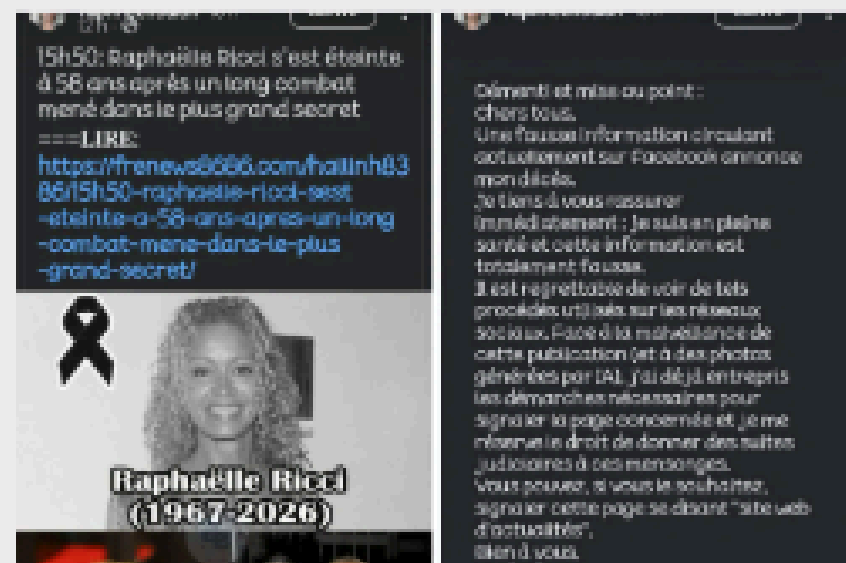 12h
15h50: Raphaëlle Ricci s'est éteinte
à 58 ans après un long combat
mené dans le plus grand secret
===LIRE:
https://frenews8686.com/hailinh83
86/15h50-raphaelle-ricci-sest
-eteinte-a-58-ans-apres-un-long
-combat-mene-dans-le-plus
-grand-secret/
Raphaëlle Ricci
(1967-2026)
Démenti et mise au point :
Chers tous,
Une fausse information circulant
actuellement sur Facebook annonce
mon décès.
Je tiens à vous rassurer
immédiatement : je suis en pleine
santé et cette information est
totalement fausse.
Il est regrettable de voir de tels
procédés utilisés sur les réseaux
sociaux. Face à la malveillance de
cette publication (et à des photos
générées par IA), j'ai déjà entrepris
les démarches nécessaires pour
signaler la page concernée et je me
réserve le droit de donner des suites
judiciaires à ces mensonges.
Vous pouvez, si vous le souhaitez,
signaler cette page se disant "site web
d'actualités".
Bien à vous,